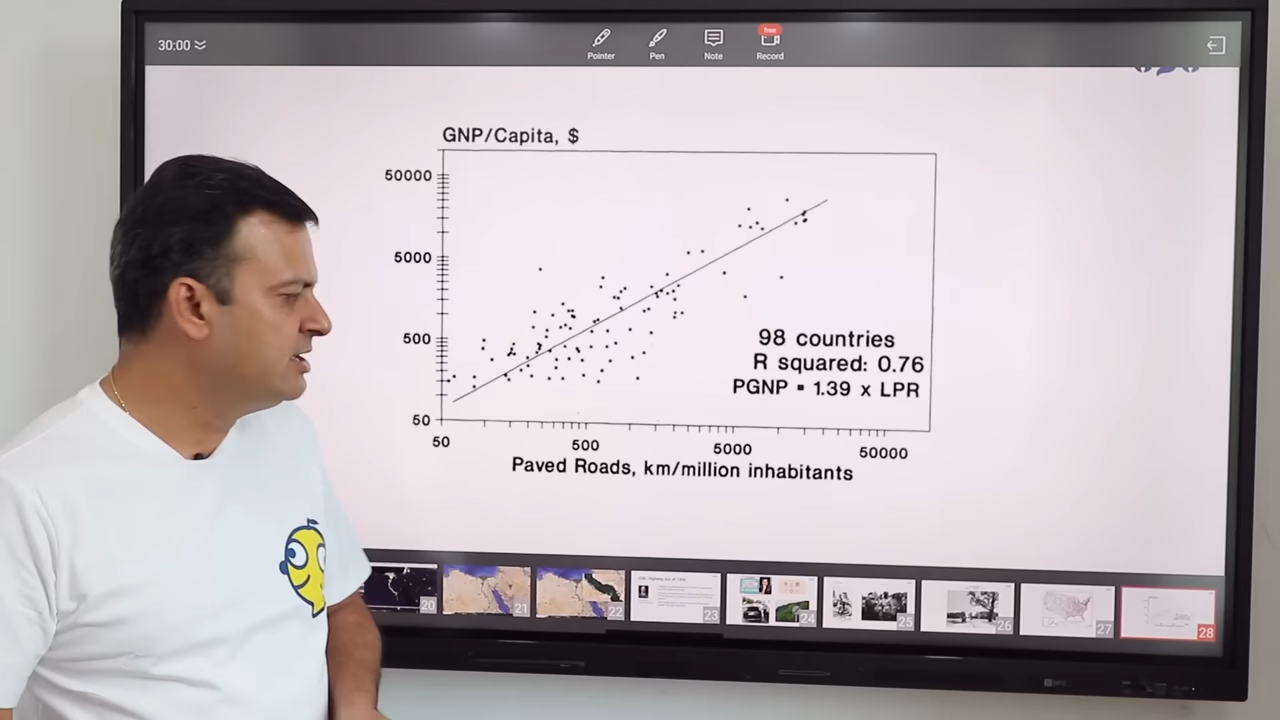 30:00
Pointer
Pen
Note
free
Record
GNP/Capita, $
50000
5000
500
50
50
500
5000
50000
98 countries
R squared: 0.76
PGNP = 1.39 x LPR
Paved Roads, km/million inhabitants
20
21
22
23
24
25
26
27
28